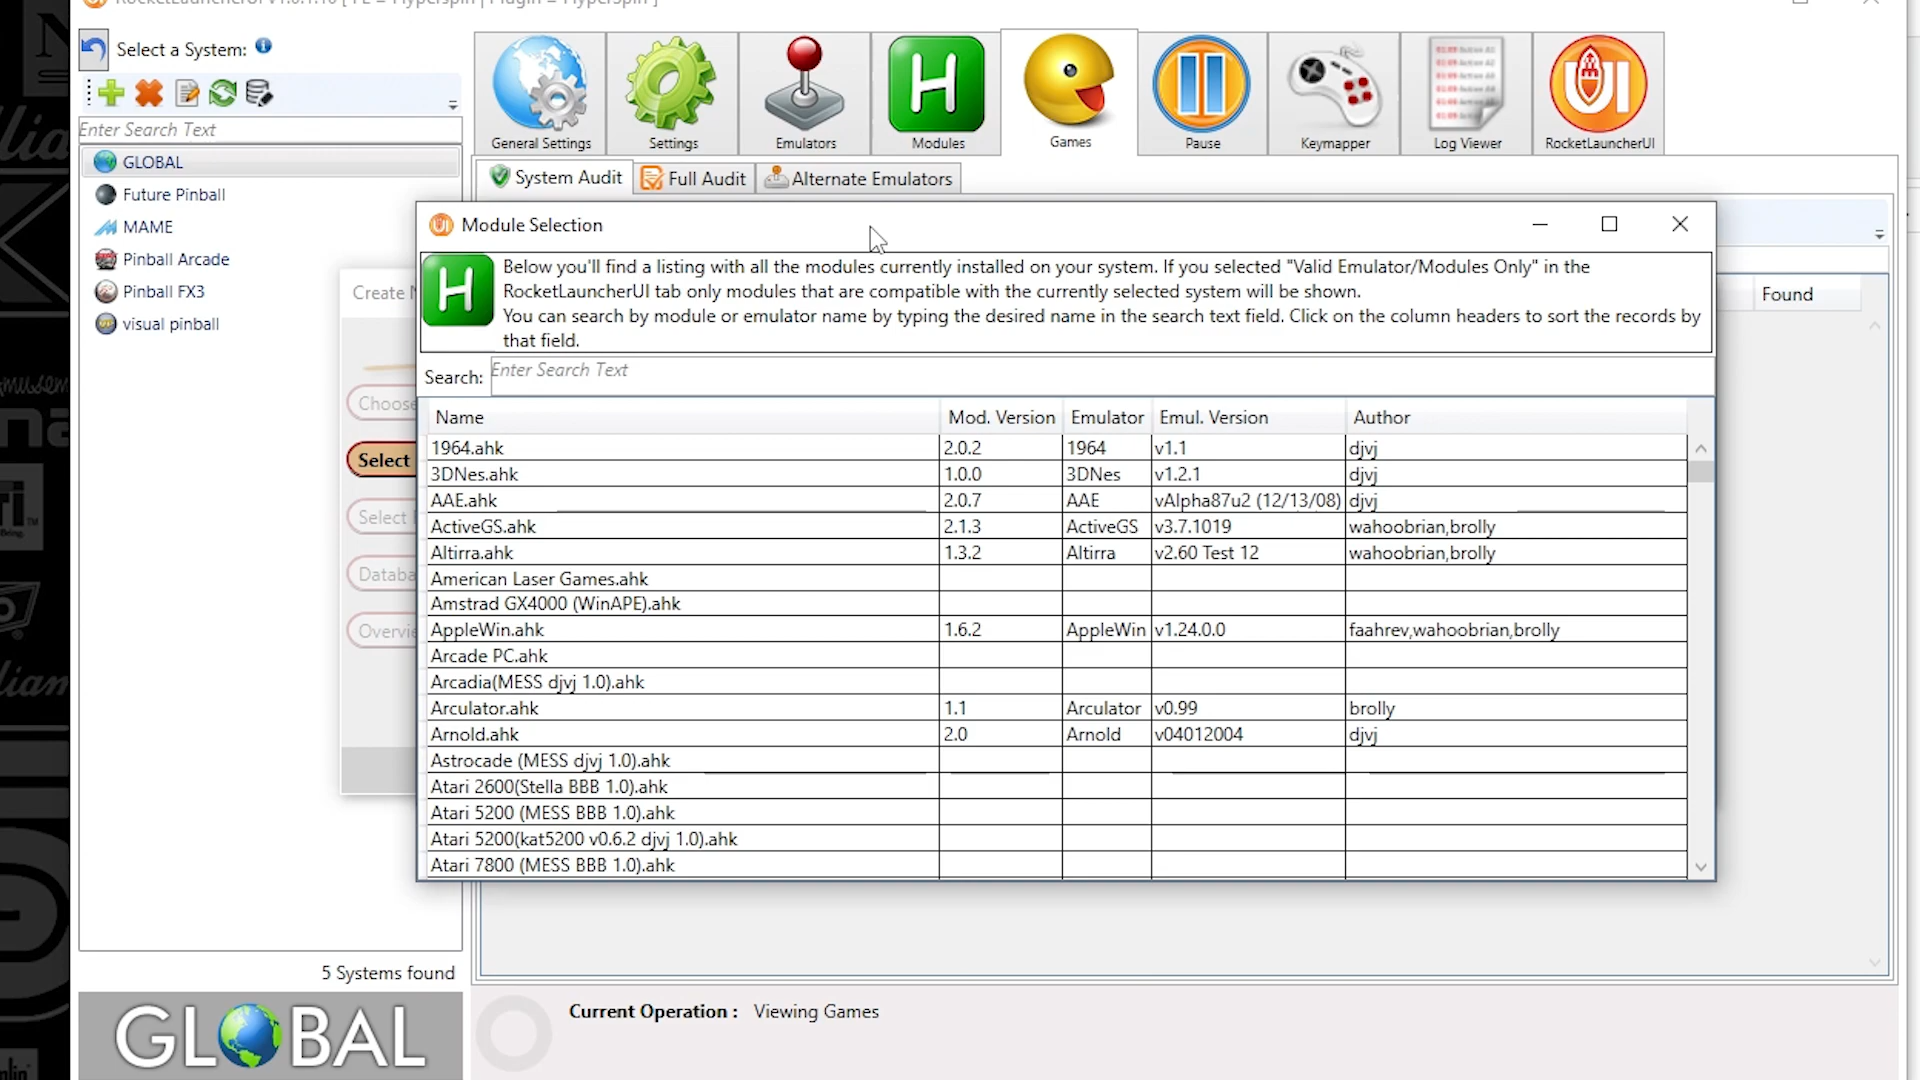 RocketLauncherUI v1.0.1.10 [ FE = Hyperspin | Plugin = Hyperspin ]
Select a System:
Enter Search Text
GLOBAL
Future Pinball
MAME
Pinball Arcade
Pinball FX3
visual pinball
5 Systems found
GLOBAL
General Settings
Settings
Emulators
Modules
Games
Pause
Keymapper
Log Viewer
RocketLauncherUI
System Audit
Full Audit
Alternate Emulators
Found
Create
Choose
Select
Select
Module Selection
Below you'll find a listing with all the modules currently installed on your system. If you selected "Valid Emulator/Modules Only" in the
RocketLauncherUI tab only modules that are compatible with the currently selected system will be shown.
You can search by module or emulator name by typing the desired name in the search text field. Click on the column headers to sort the records by
that field.
Search: Enter Search Text
Name Mod. Version Emulator Emul. Version Author
1964.ahk 2.0.2 1964 v1.1 djvj
3DNes.ahk 1.0.0 3DNes v1.2.1 djvj
AAE.ahk 2.0.7 AAE vAlpha87u2 (12/13/08) djvj
ActiveGS.ahk 2.1.3 ActiveGS v3.7.1019 wahoobrian,brolly
Altirra.ahk 1.3.2 Altirra v2.60 Test 12 wahoobrian,brolly
American Laser Games.ahk
Amstrad GX4000 (WinAPE).ahk
AppleWin.ahk 1.6.2 AppleWin v1.24.0.0 faahrev,wahoobrian,brolly
Arcade PC.ahk
Arcadia(MESS djvj 1.0).ahk
Arculator.ahk 1.1 Arculator v0.99 brolly
Arnold.ahk 2.0 Arnold v04012004 djvj
Astrocade (MESS djvj 1.0).ahk
Atari 2600(Stella BBB 1.0).ahk
Atari 5200 (MESS BBB 1.0).ahk
Atari 5200(kat5200 v0.6.2 djvj 1.0).ahk
Atari 7800 (MESS BBB 1.0).ahk
Current Operation : Viewing Games